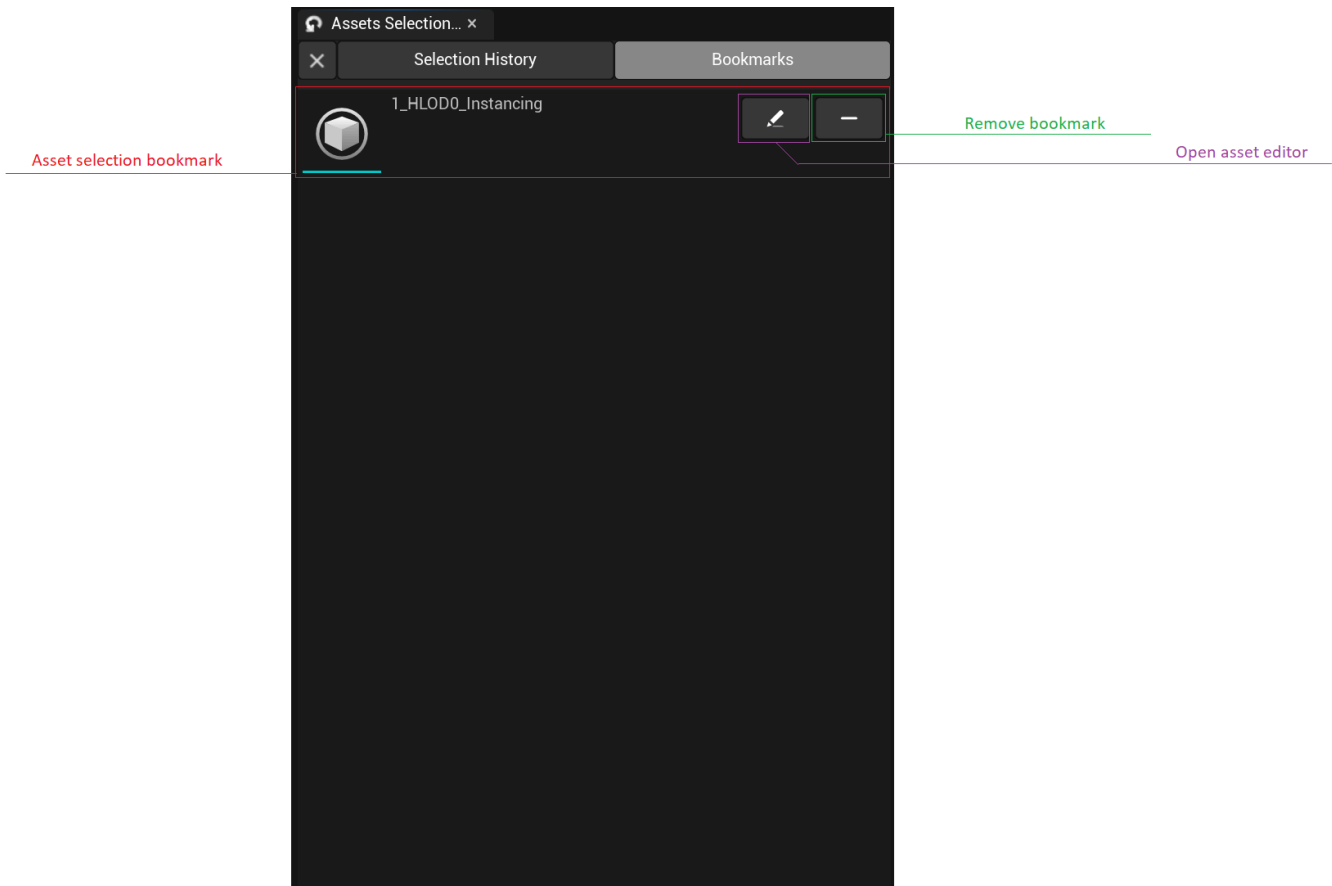 Assets Selection...
Selection History
Bookmarks
1_HLOD0_Instancing
Remove bookmark
Open asset editor
Asset selection bookmark